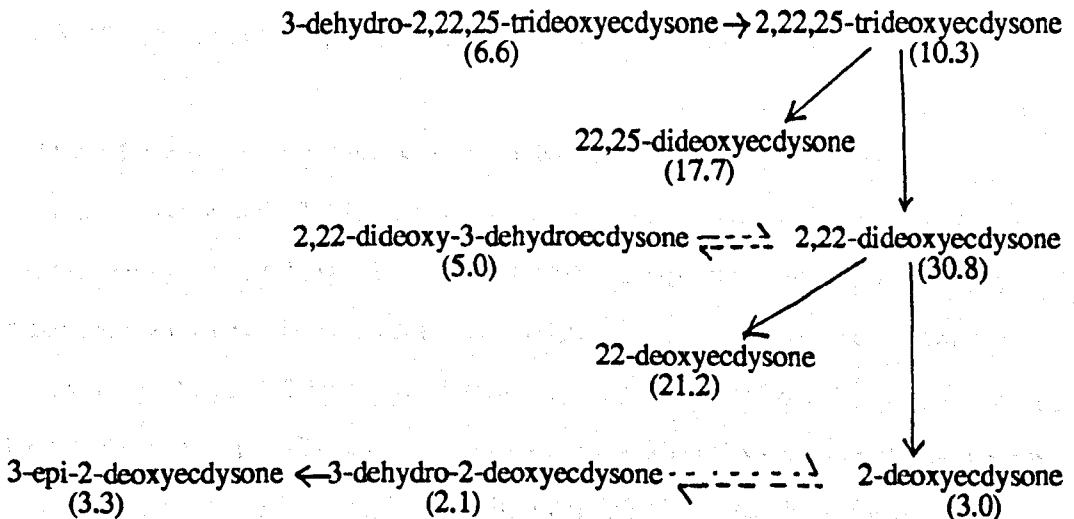 3-dehydro-2,22,25-trideoxyecdysone → 2,22,25-trideoxyecdysone
(6.6) (10.3)
22,25-dideoxyecdysone
(17.7)
2,22-dideoxy-3-dehydroecdysone 2,22-dideoxyecdysone
(5.0) (30.8)
22-deoxyecdysone
(21.2)
3-epi-2-deoxyecdysone ← 3-dehydro-2-deoxyecdysone 2-deoxyecdysone
(3.3) (2.1) (3.0)